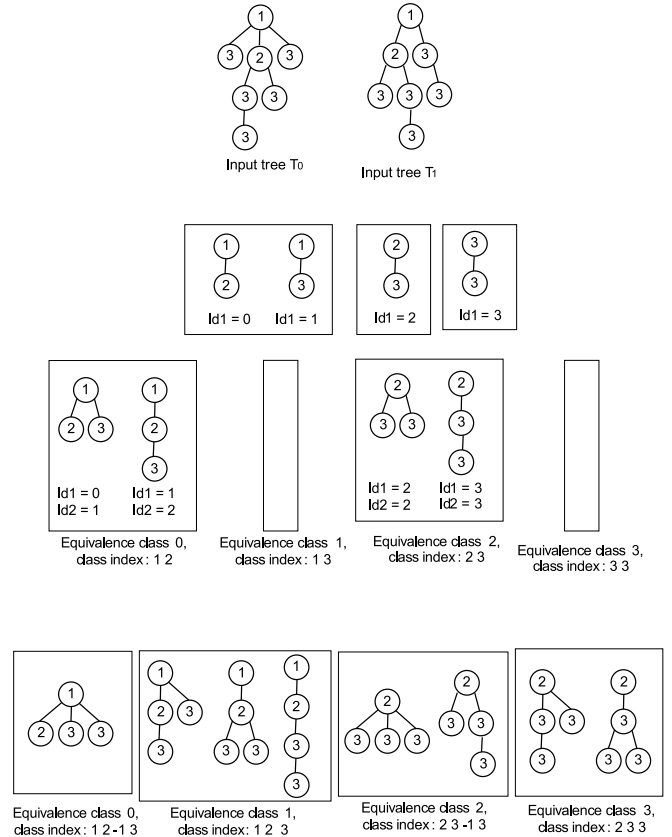 1
1
3 2 3
2 3
3 3
3 3 3
3
3
Input tree T0
Input tree T1
1 1 2 3
2 3 3 3
Id1 = 0 Id1 = 1 Id1 = 2 Id1 = 3
1 1 2 2
2 3 2 3 3 3
3 3
Id1 = 0 Id1 = 1 Id1 = 2 Id1 = 3
Id2 = 1 Id2 = 2 Id2 = 2 Id2 = 3
Equivalence class 0,
class index: 1 2
Equivalence class 1,
class index: 1 3
Equivalence class 2,
class index: 2 3
Equivalence class 3,
class index: 3 3
1
2 3 3
1
2 3
3
1
2
3 3
1
2
3
3
2
3 3 3
2
3 3
3
2
3 3
3
2
3
3 3
Equivalence class 0,
class index: 1 2 -1 3
Equivalence class 1,
class index: 1 2 3
Equivalence class 2,
class index: 2 3 -1 3
Equivalence class 3,
class index: 2 3 3